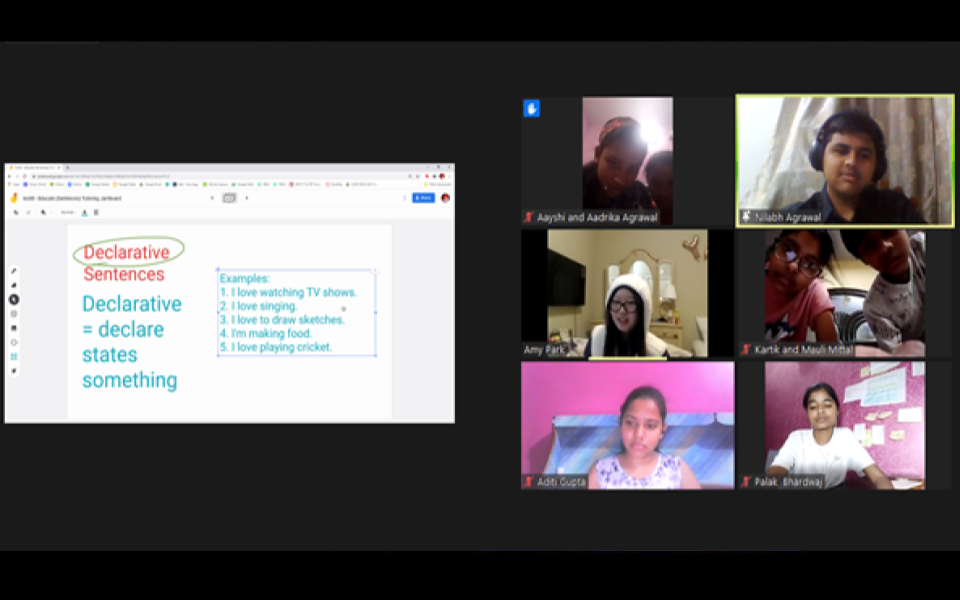 Declarative
Sentences
Declarative
= declare
states
something
Examples:
1. I love watching TV shows.
2. I love singing.
3. I love to draw sketches.
4. I'm making food.
5. I love playing cricket.
Aayshi and Aadrika Agrawal
Nilabh Agrawal
Amy Park
Kartik and Mauli Mittal
Aditi Gupta
Palak Bhardwaj